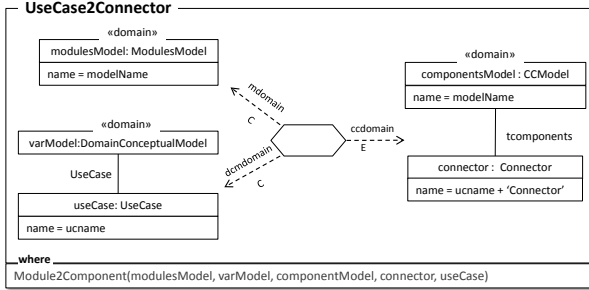 UseCase2Connector
«domain»
modulesModel: ModulesModel
name = modelName
«domain»
varModel:DomainConceptualModel
UseCase
useCase: UseCase
name = ucname
mdomain
C
dcmdomain
C
ccdomain
E
«domain»
componentsModel : CCModel
name = modelName
tcomponents
connector :  Connector
name = ucname + ‘Connector’
where
Module2Component(modulesModel, varModel, componentModel, connector, useCase)